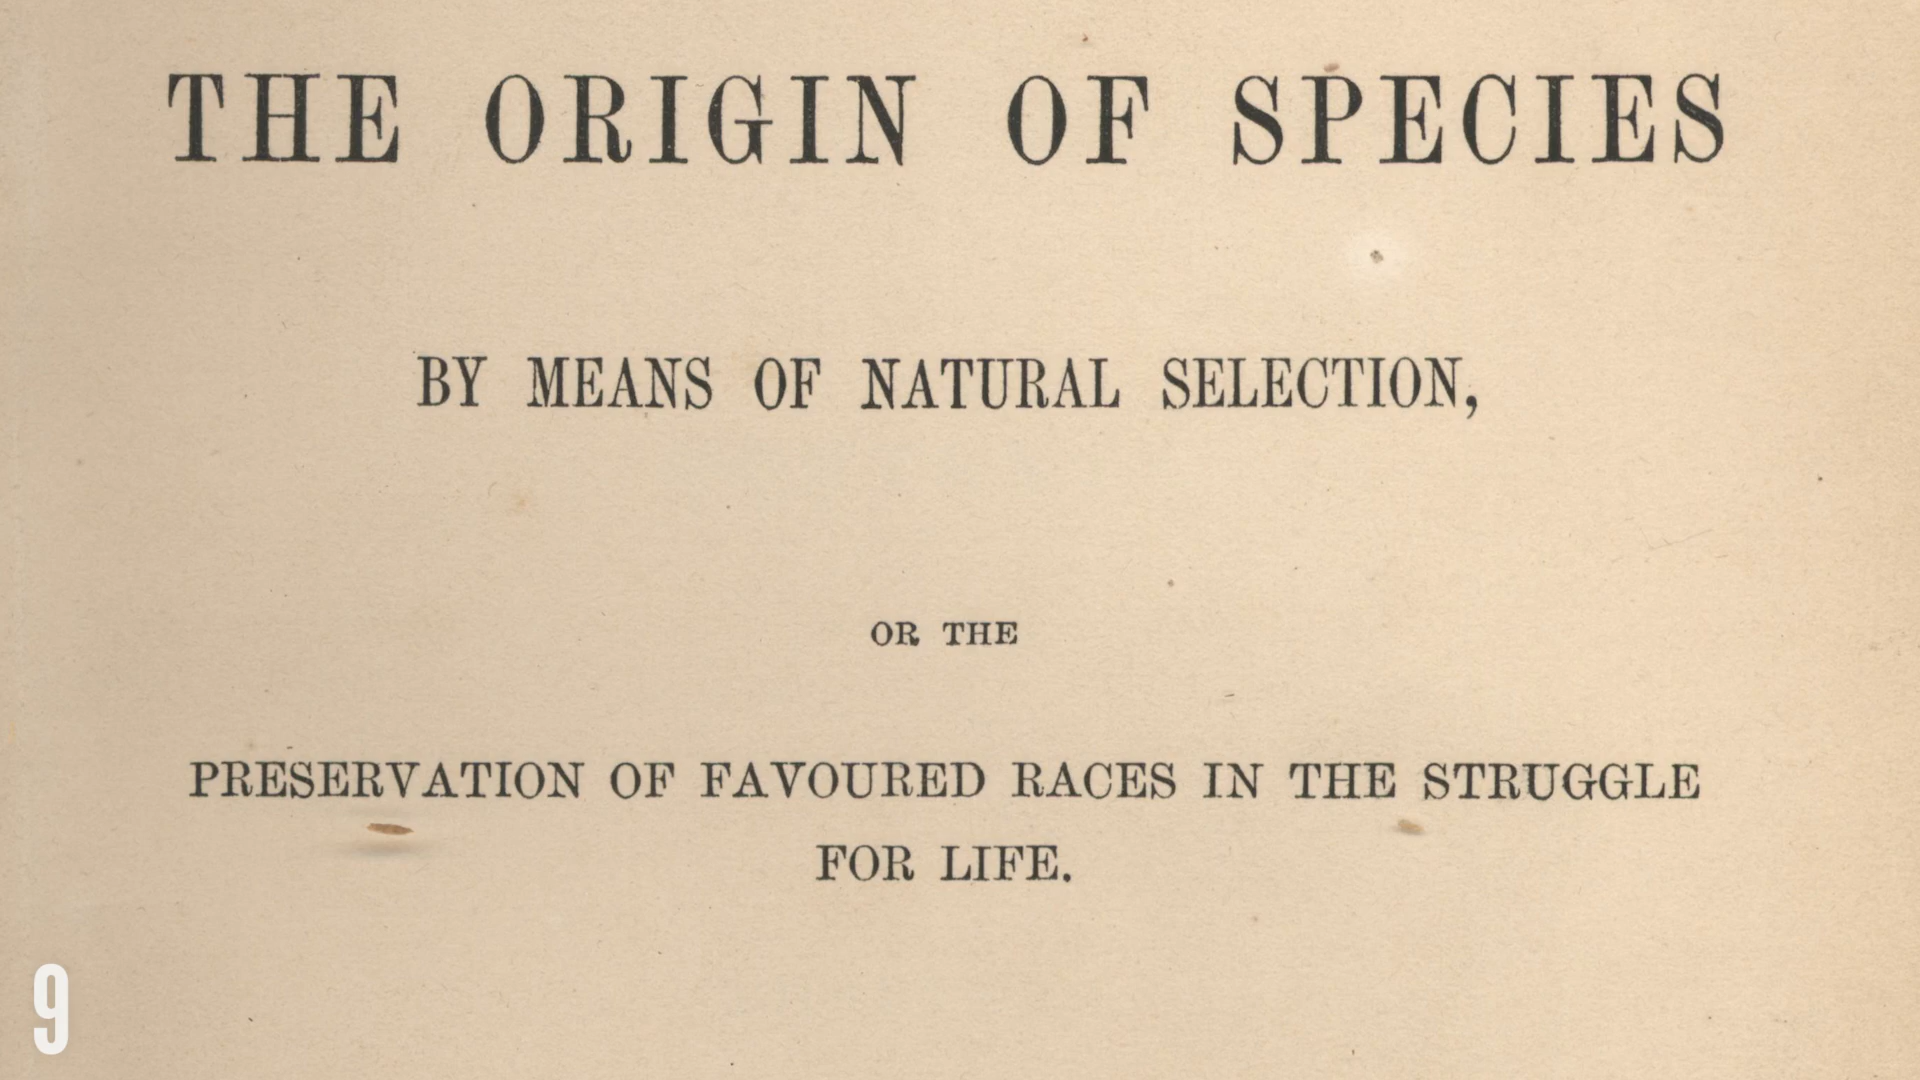 THE ORIGIN OF SPECIES
BY MEANS OF NATURAL SELECTION,
OR THE
PRESERVATION OF FAVOURED RACES IN THE STRUGGLE
FOR LIFE.
9